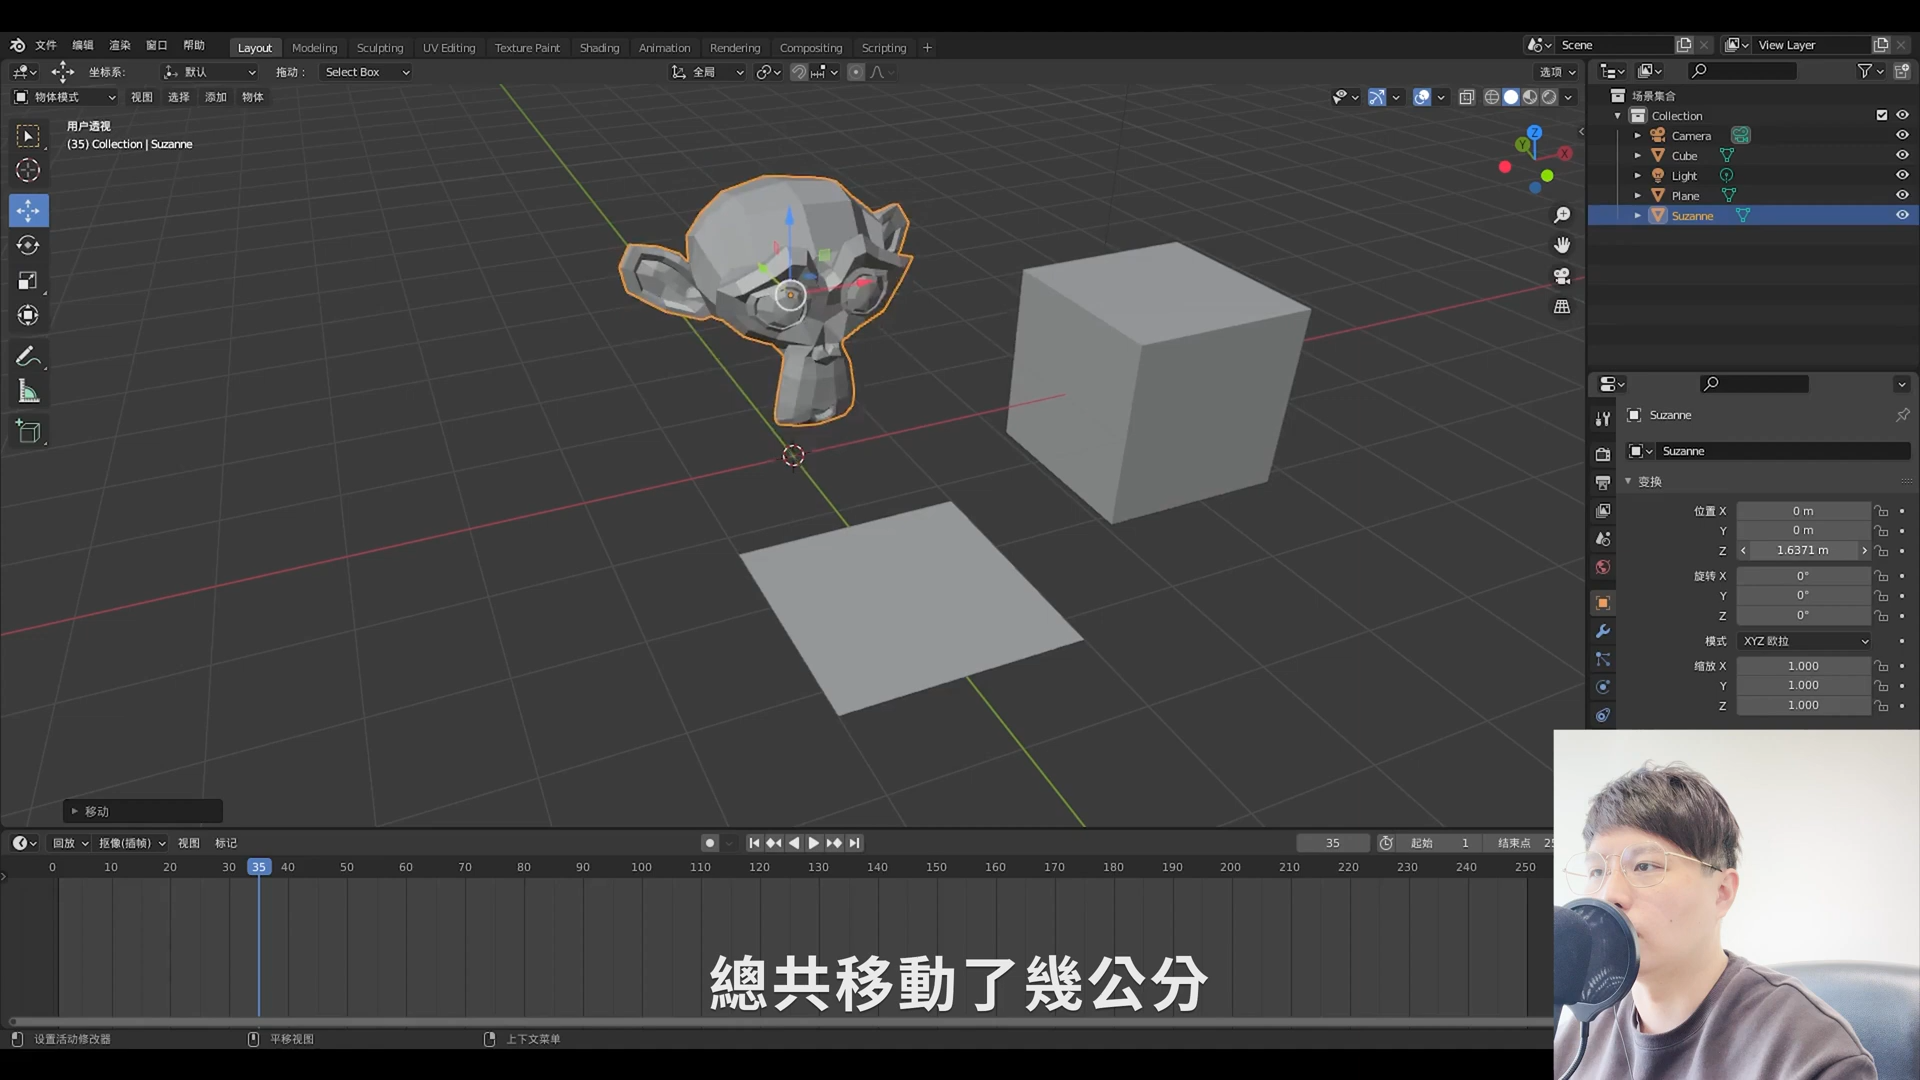 文件 编辑 渲染 窗口 帮助 Layout Modeling Sculpting UV Editing Texture Paint Shading Animation Rendering Compositing Scripting + Scene View Layer
坐标系: 默认 拖动: Select Box 全局 选项
物体模式 视图 选择 添加 物体
用户透视
(35) Collection | Suzanne
Z
Y
X
场景集合
Collection
Camera
Cube
Light
Plane
Suzanne
Suzanne
Suzanne
变换
位置 X 0 m
Y 0 m
Z 1.6371 m
旋转 X 0°
Y 0°
Z 0°
模式 XYZ 欧拉
缩放 X 1.000
Y 1.000
Z 1.000
移动
回放 抠像(插帧) 视图 标记 35 起始 1 结束点 25
0 10 20 30 35 40 50 60 70 80 90 100 110 120 130 140 150 160 170 180 190 200 210 220 230 240 250
總共移動了幾公分
设置活动修改器 平移视图 上下文菜单